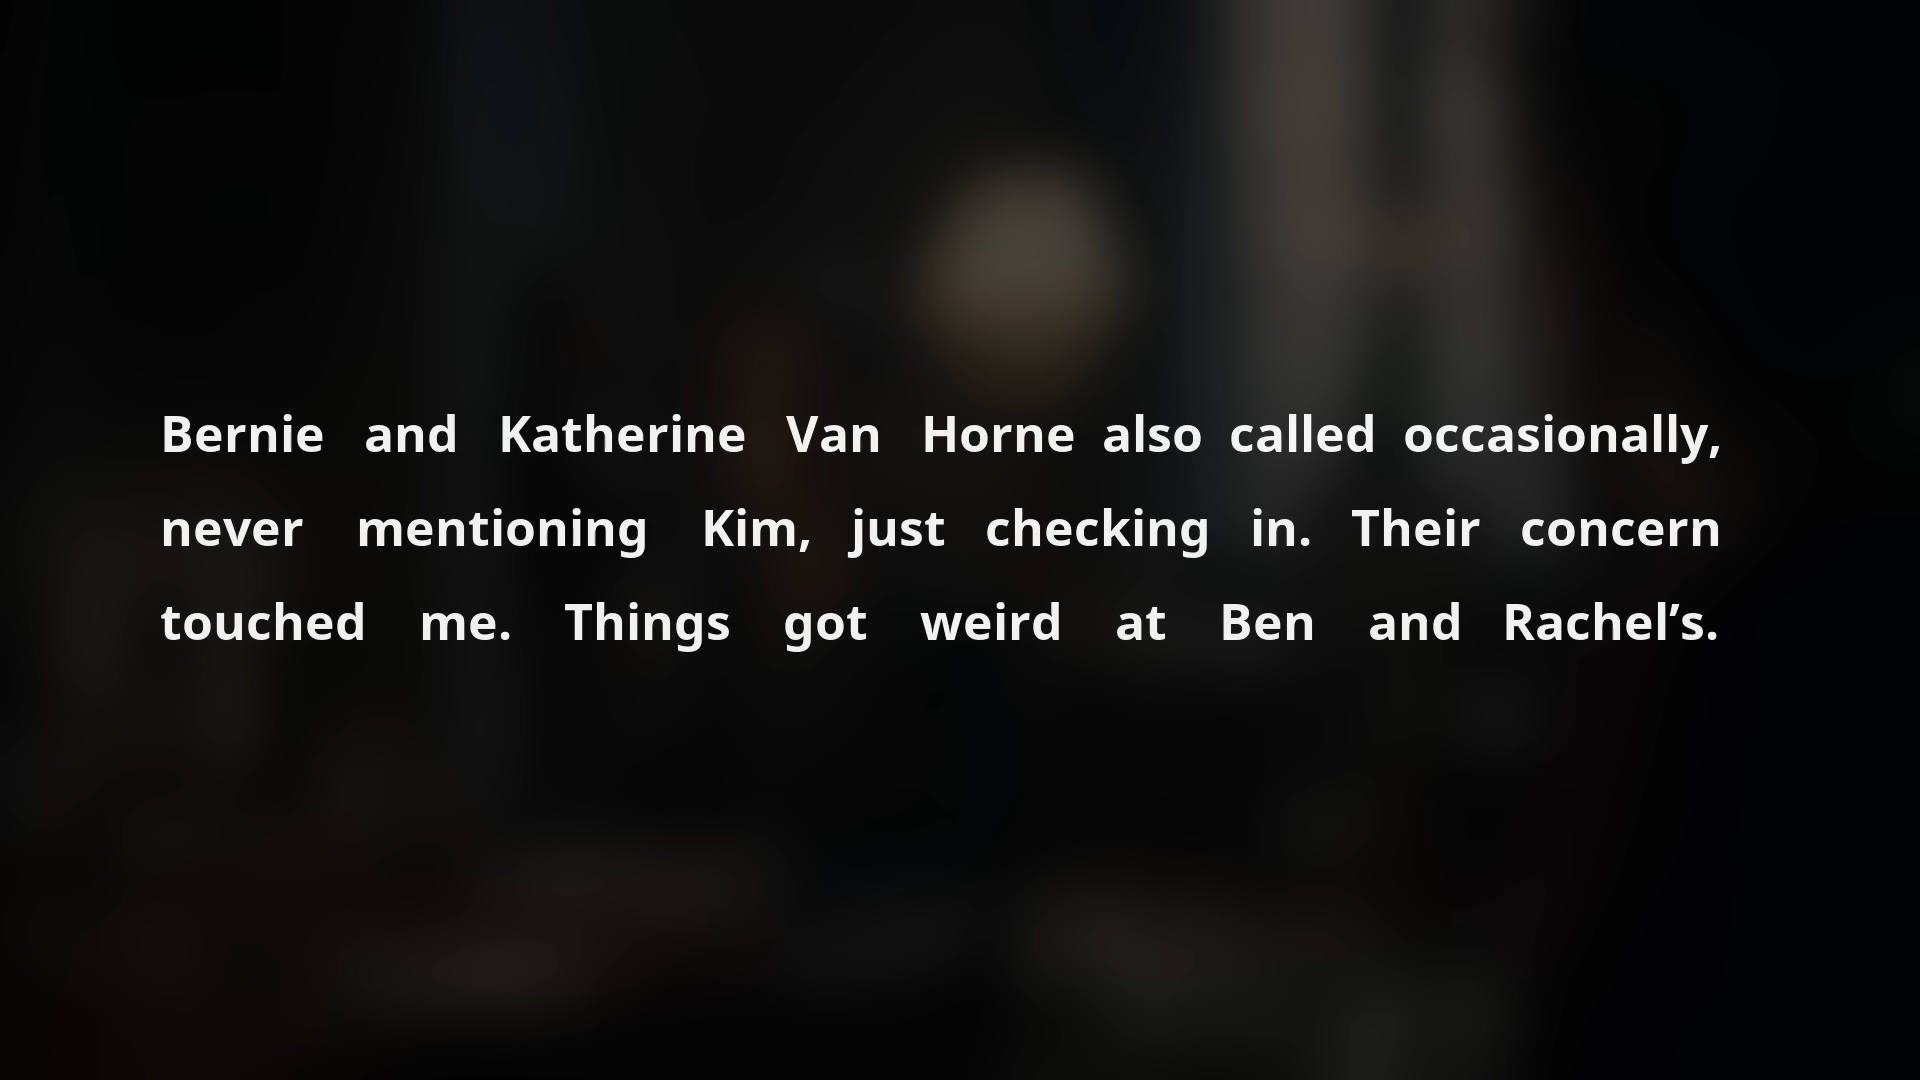 Bernie and Katherine Van Horne also called occasionally,
never mentioning Kim, just checking in. Their concern
touched me. Things got weird at Ben and Rachel’s.